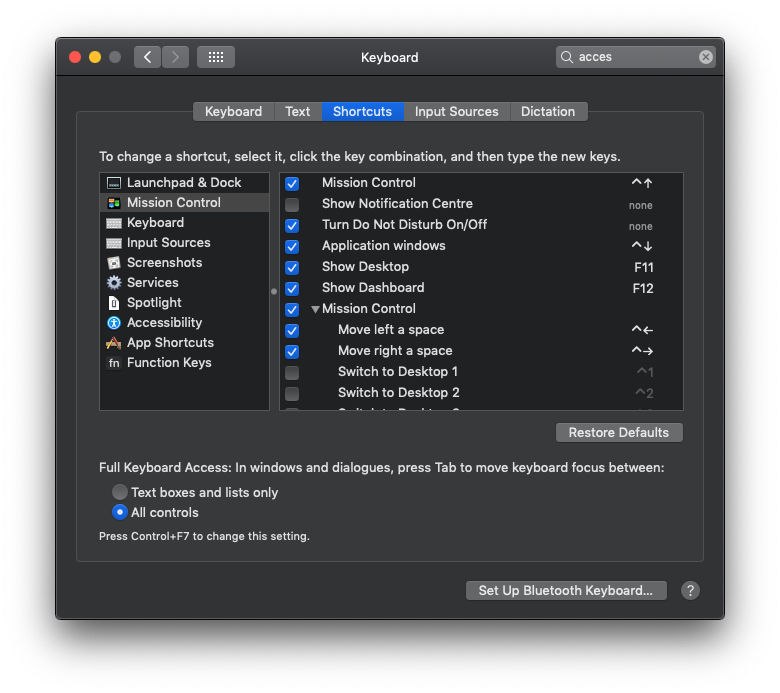 Keyboard
acces
Keyboard Text Shortcuts Input Sources Dictation
To change a shortcut, select it, click the key combination, and then type the new keys.
Launchpad & Dock
Mission Control
Keyboard
Input Sources
Screenshots
Services
Spotlight
Accessibility
App Shortcuts
fn Function Keys
Mission Control ^↑
Show Notification Centre none
Turn Do Not Disturb On/Off none
Application windows ^↓
Show Desktop F11
Show Dashboard F12
Mission Control
Move left a space ^←
Move right a space ^→
Switch to Desktop 1 ^1
Switch to Desktop 2 ^2
Restore Defaults
Full Keyboard Access: In windows and dialogues, press Tab to move keyboard focus between:
Text boxes and lists only
All controls
Press Control+F7 to change this setting.
Set Up Bluetooth Keyboard... ?